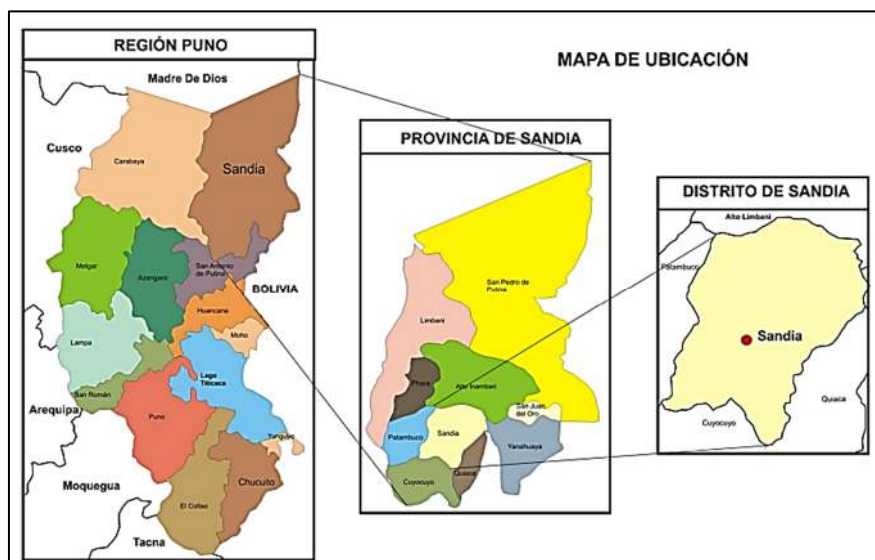 REGIÓN PUNO
Madre De Dios
Cusco
Carabaya
Sandia
Melgar
Azangaro
San Antonio
de Putina
BOLIVIA
Huancane
Moho
Lampa
Lago
Titicaca
San Román
Arequipa
Puno
Yunguyo
Moquegua
Chucuito
El Collao
Tacna
MAPA DE UBICACIÓN
PROVINCIA DE SANDIA
San Pedro de
Putina
Limbani
Phara
Alto Inambari
San Juan
del Oro
Patambuco
Sandia
Yanahuaya
Quiaca
Cuyocuyo
DISTRITO DE SANDIA
Alto Limbani
Patambuco
Sandia
Quiaca
Cuyocuyo